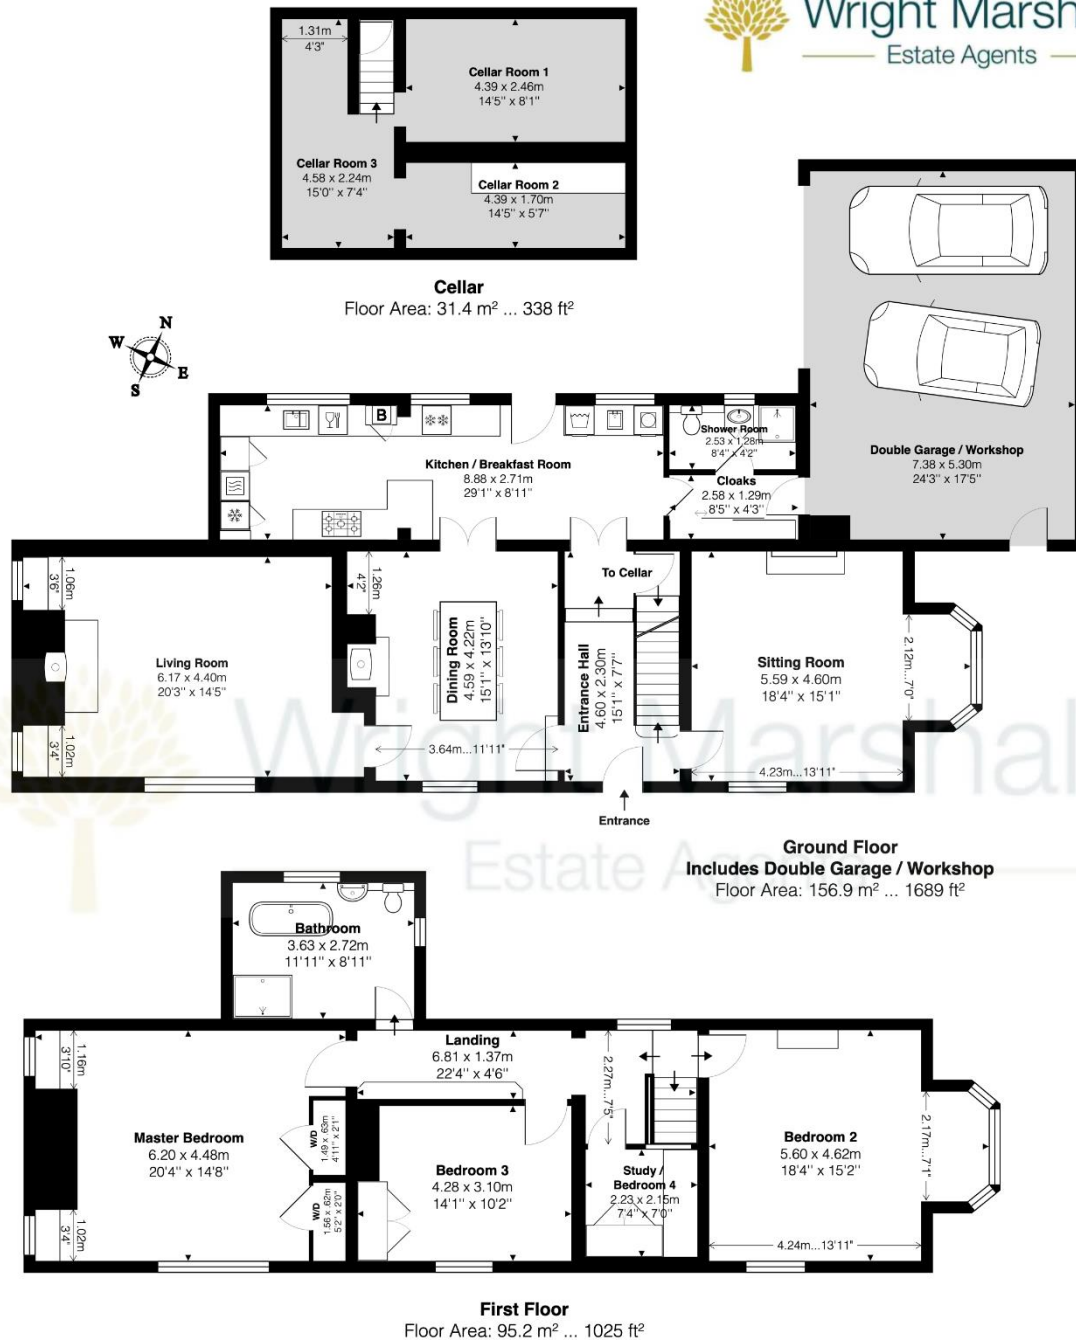 Wright Marsh
Estate Agents
1.31m
4'3"
Cellar Room 1
4.39 x 2.46m
14'5" x 8'1"
Cellar Room 3
4.58 x 2.24m
15'0" x 7'4"
Cellar Room 2
4.39 x 1.70m
14'5" x 5'7"
Cellar
Floor Area: 31.4 m² ... 338 ft²
N
W
E
S
B
Shower Room
2.53 x 1.28m
8'4" x 4'2"
Kitchen / Breakfast Room
8.88 x 2.71m
29'1" x 8'11"
Cloaks
2.58 x 1.29m
8'5" x 4'3"
Double Garage / Workshop
7.38 x 5.30m
24'3" x 17'5"
1.06m
3'6"
1.26m
4'2"
To Cellar
Living Room
6.17 x 4.40m
20'3" x 14'5"
Dining Room
4.59 x 4.22m
15'1" x 13'10"
Entrance Hall
4.60 x 2.30m
15'1" x 7'7"
Sitting Room
5.59 x 4.60m
18'4" x 15'1"
2.12m...7'0"
1.02m
3'4"
3.64m...11'11"
4.23m...13'11"
Wright Marshal
Estate Agents
Entrance
Ground Floor
Includes Double Garage / Workshop
Floor Area: 156.9 m² ... 1689 ft²
Bathroom
3.63 x 2.72m
11'11" x 8'11"
1.16m
3'10"
Landing
6.81 x 1.37m
22'4" x 4'6"
2.27m...7'5"
Master Bedroom
6.20 x 4.48m
20'4" x 14'8"
W/D
1.49 x .63m
4'11" x 2'1"
W/D
1.56 x .62m
5'2" x 2'0"
Bedroom 3
4.28 x 3.10m
14'1" x 10'2"
Study /
Bedroom 4
2.23 x 2.15m
7'4" x 7'0"
Bedroom 2
5.60 x 4.62m
18'4" x 15'2"
2.17m...7'1"
1.02m
3'4"
4.24m...13'11"
First Floor
Floor Area: 95.2 m² ... 1025 ft²